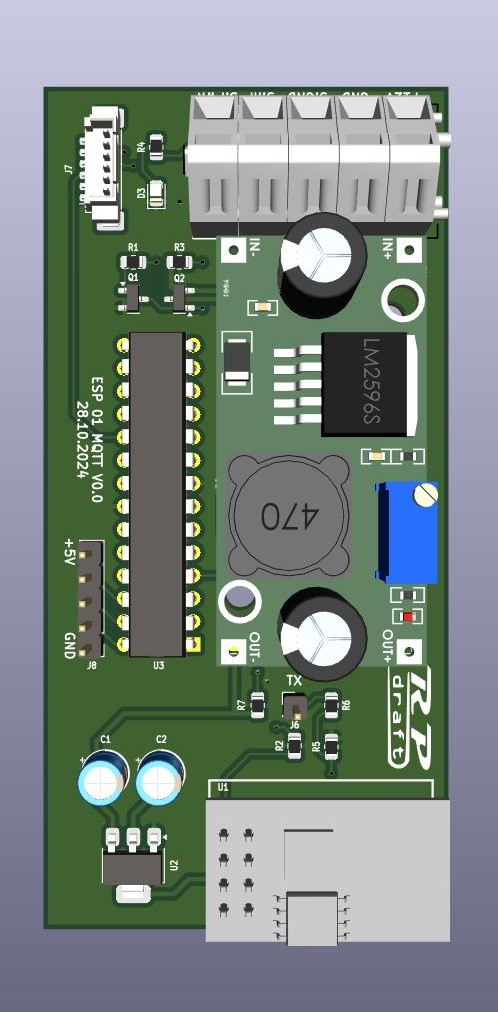 J7
R4
D3
R1
R3
Q1
Q2
IN-
IN+
LM2596S
ESP 01 MQTT V0.0
28.10.2024
470
+5V
GND
J8
U3
OUT-
OUT+
TX
R7
J6
R6
R2
R5
RP
draft
C1
C2
+
+
U1
U2